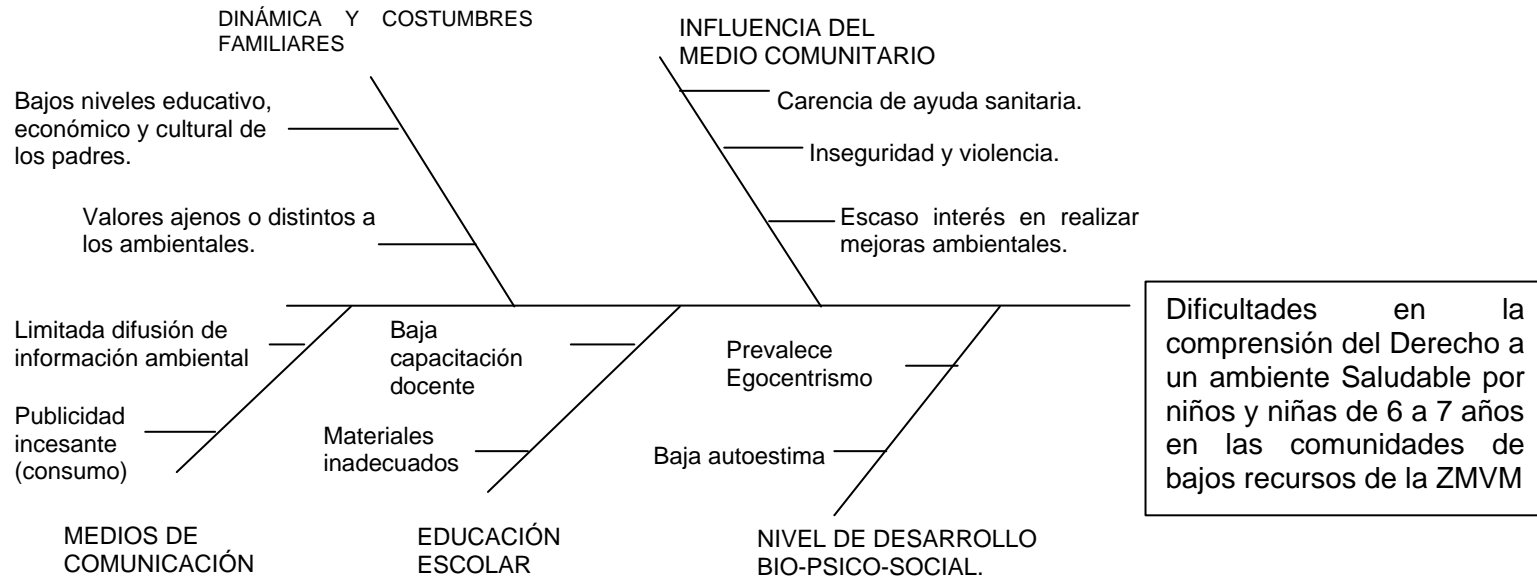 DINÁMICA Y COSTUMBRES
FAMILIARES
INFLUENCIA DEL
MEDIO COMUNITARIO
Bajos niveles educativo,
económico y cultural de
los padres.
Carencia de ayuda sanitaria.
Inseguridad y violencia.
Valores ajenos o distintos a
los ambientales.
Escaso interés en realizar
mejoras ambientales.
Limitada difusión de
información ambiental
Baja
capacitación
docente
Prevalece
Egocentrismo
Dificultades en la
comprensión del Derecho a
un ambiente Saludable por
niños y niñas de 6 a 7 años
en las comunidades de
bajos recursos de la ZMVM
Publicidad
incesante
(consumo)
Materiales
inadecuados
Baja autoestima
MEDIOS DE
COMUNICACIÓN
EDUCACIÓN
ESCOLAR
NIVEL DE DESARROLLO
BIO-PSICO-SOCIAL.